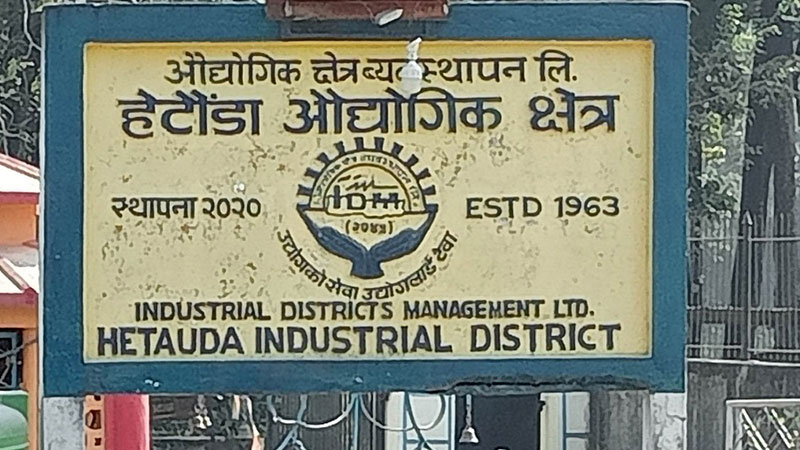 औद्योगिक क्षेत्र व्यवस्थापन लि.
हेटौंडा औद्योगिक क्षेत्र
स्थापना २०२०
IDM
(२०४५)
ESTD 1963
उद्योगको सेवा उद्योगलाई टेवा
INDUSTRIAL DISTRICTS MANAGEMENT LTD.
HETAUDA INDUSTRIAL DISTRICT